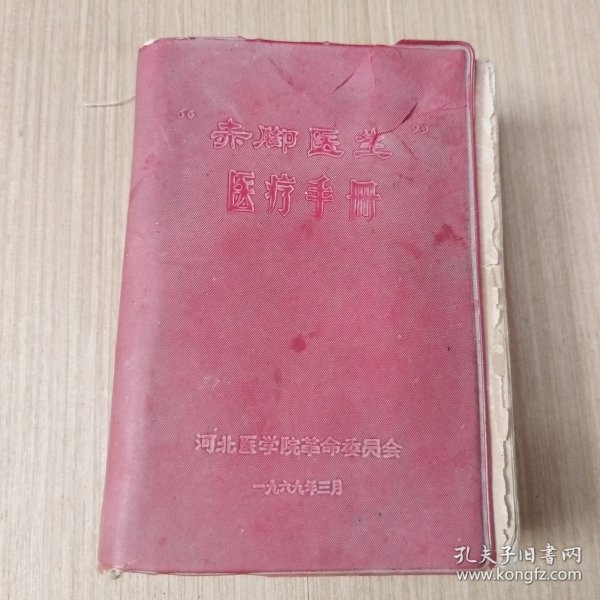 “赤脚医生”
医疗手册
河北医学院革命委员会
一九六九年三月
孔夫子旧书网
www.kongfz.com